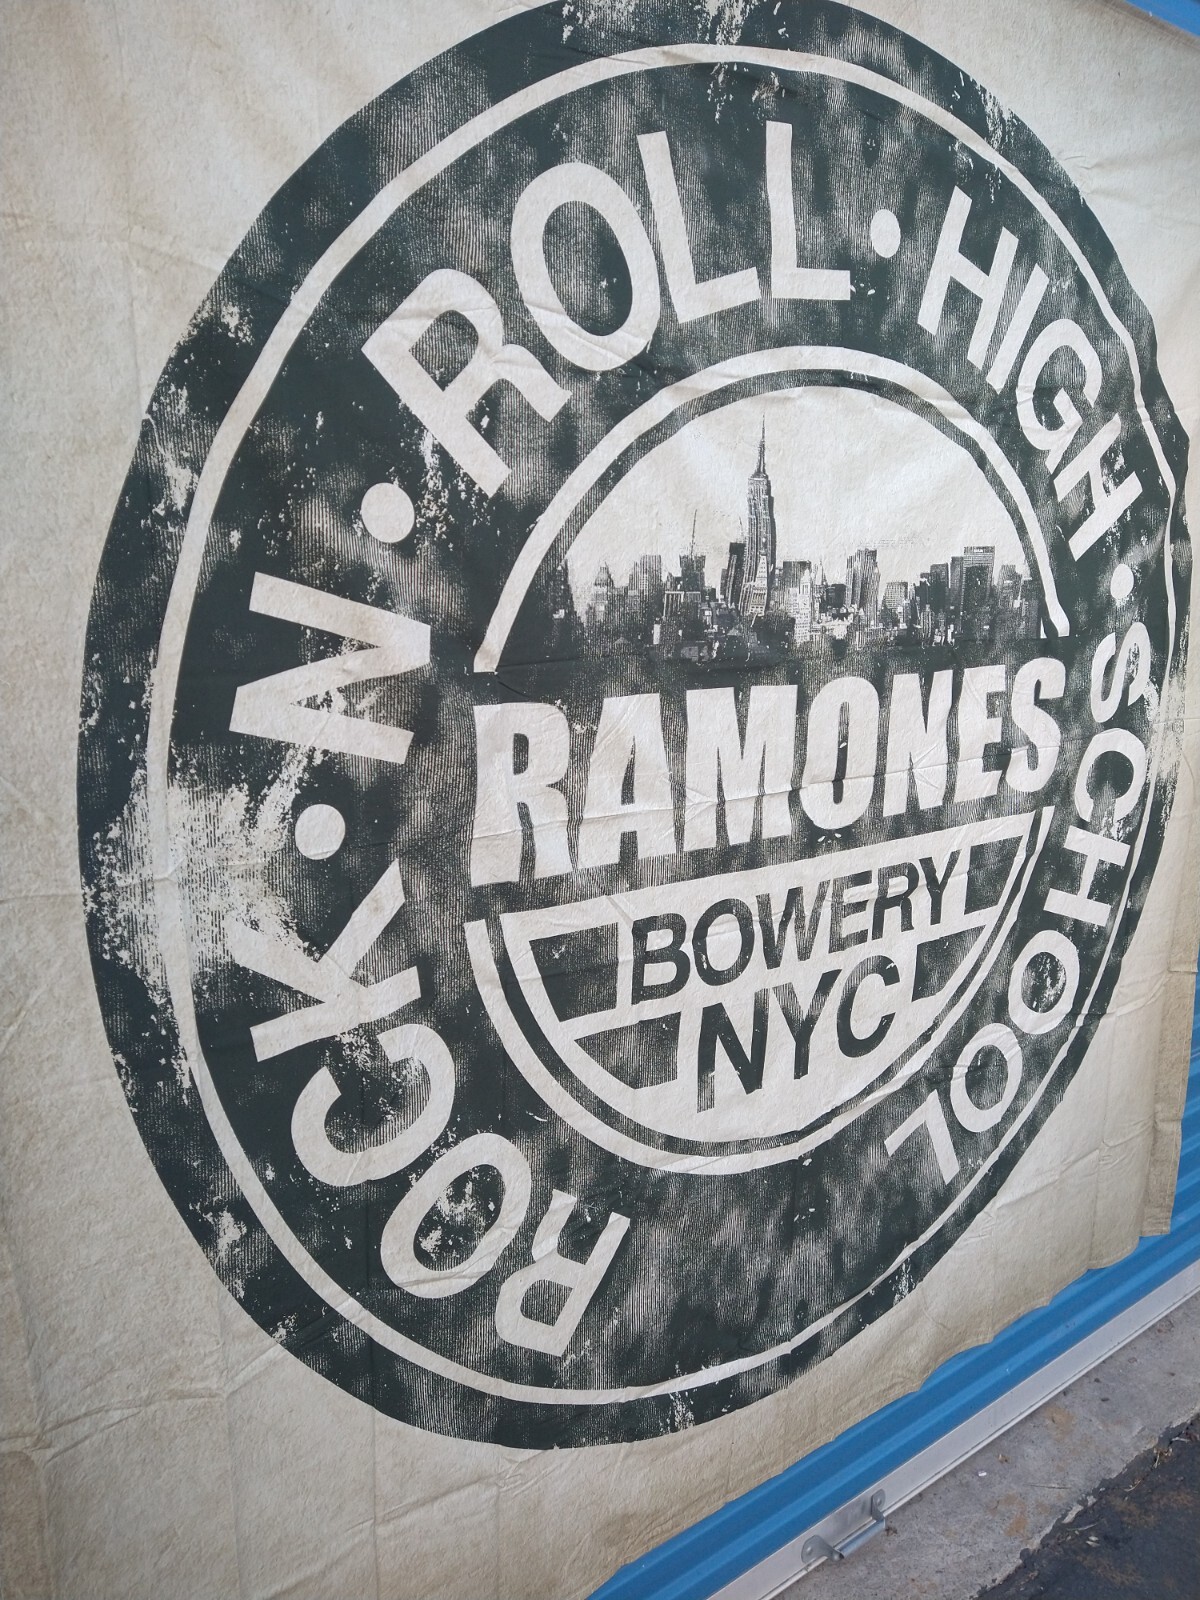 ROCK · N · ROLL · HIGH · SCHOOL
RAMONES
BOWERY
NYC